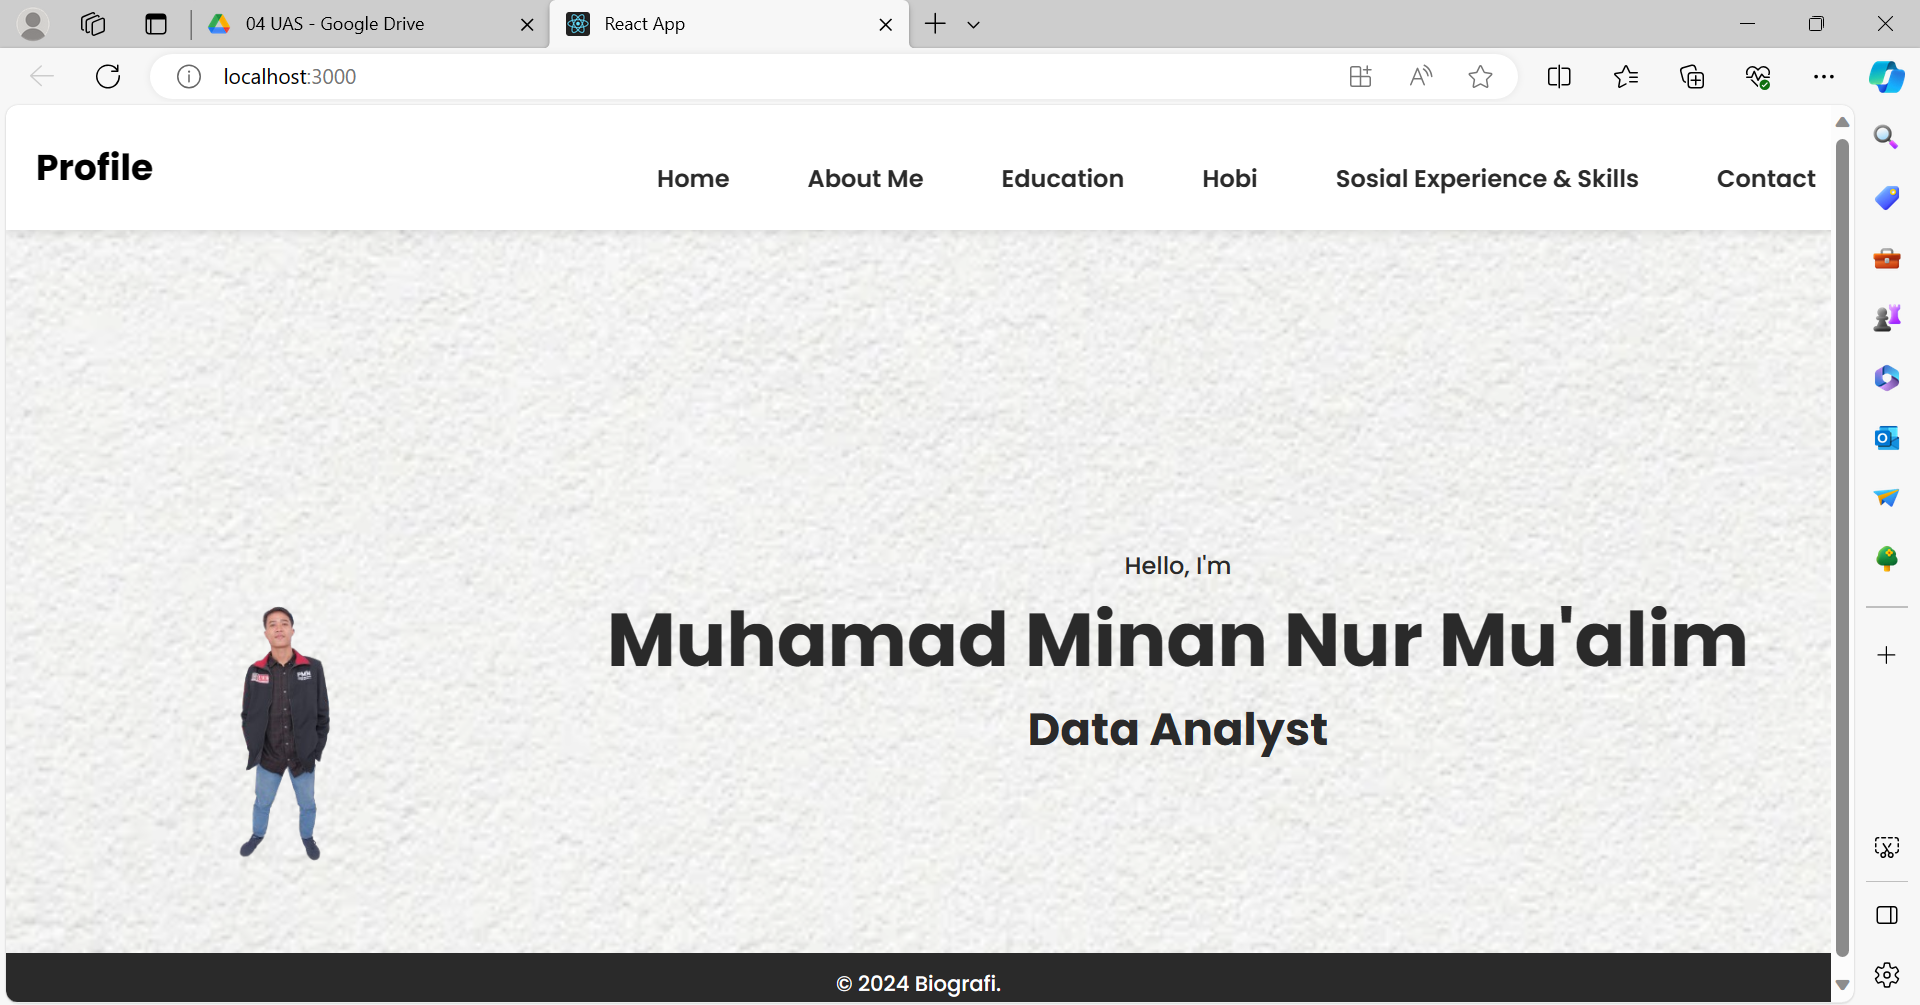 04 UAS - Google Drive
React App
localhost:3000
Profile
Home
About Me
Education
Hobi
Sosial Experience & Skills
Contact
Hello, I'm
Muhamad Minan Nur Mu'alim
Data Analyst
© 2024 Biografi.